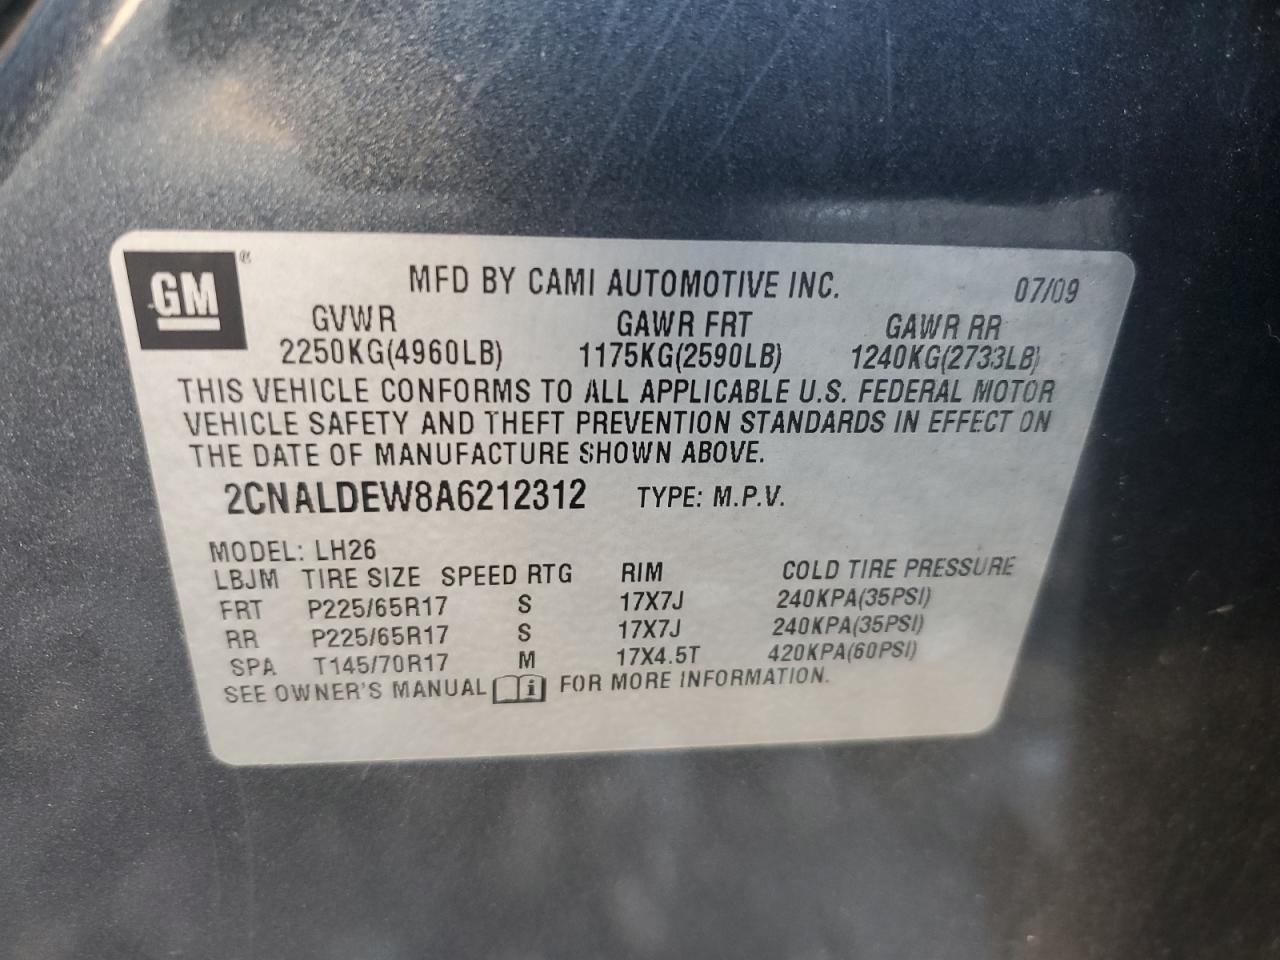 GM ®
MFD BY CAMI AUTOMOTIVE INC. 07/09
GVWR GAWR FRT GAWR RR
2250KG(4960LB) 1175KG(2590LB) 1240KG(2733LB)
THIS VEHICLE CONFORMS TO ALL APPLICABLE U.S. FEDERAL MOTOR
VEHICLE SAFETY AND THEFT PREVENTION STANDARDS IN EFFECT ON
THE DATE OF MANUFACTURE SHOWN ABOVE.
2CNALDEW8A6212312 TYPE: M.P.V.
MODEL: LH26
LBJM TIRE SIZE SPEED RTG RIM COLD TIRE PRESSURE
FRT P225/65R17 S 17X7J 240KPA(35PSI)
RR P225/65R17 S 17X7J 240KPA(35PSI)
SPA T145/70R17 M 17X4.5T 420KPA(60PSI)
SEE OWNER'S MANUAL i FOR MORE INFORMATION.